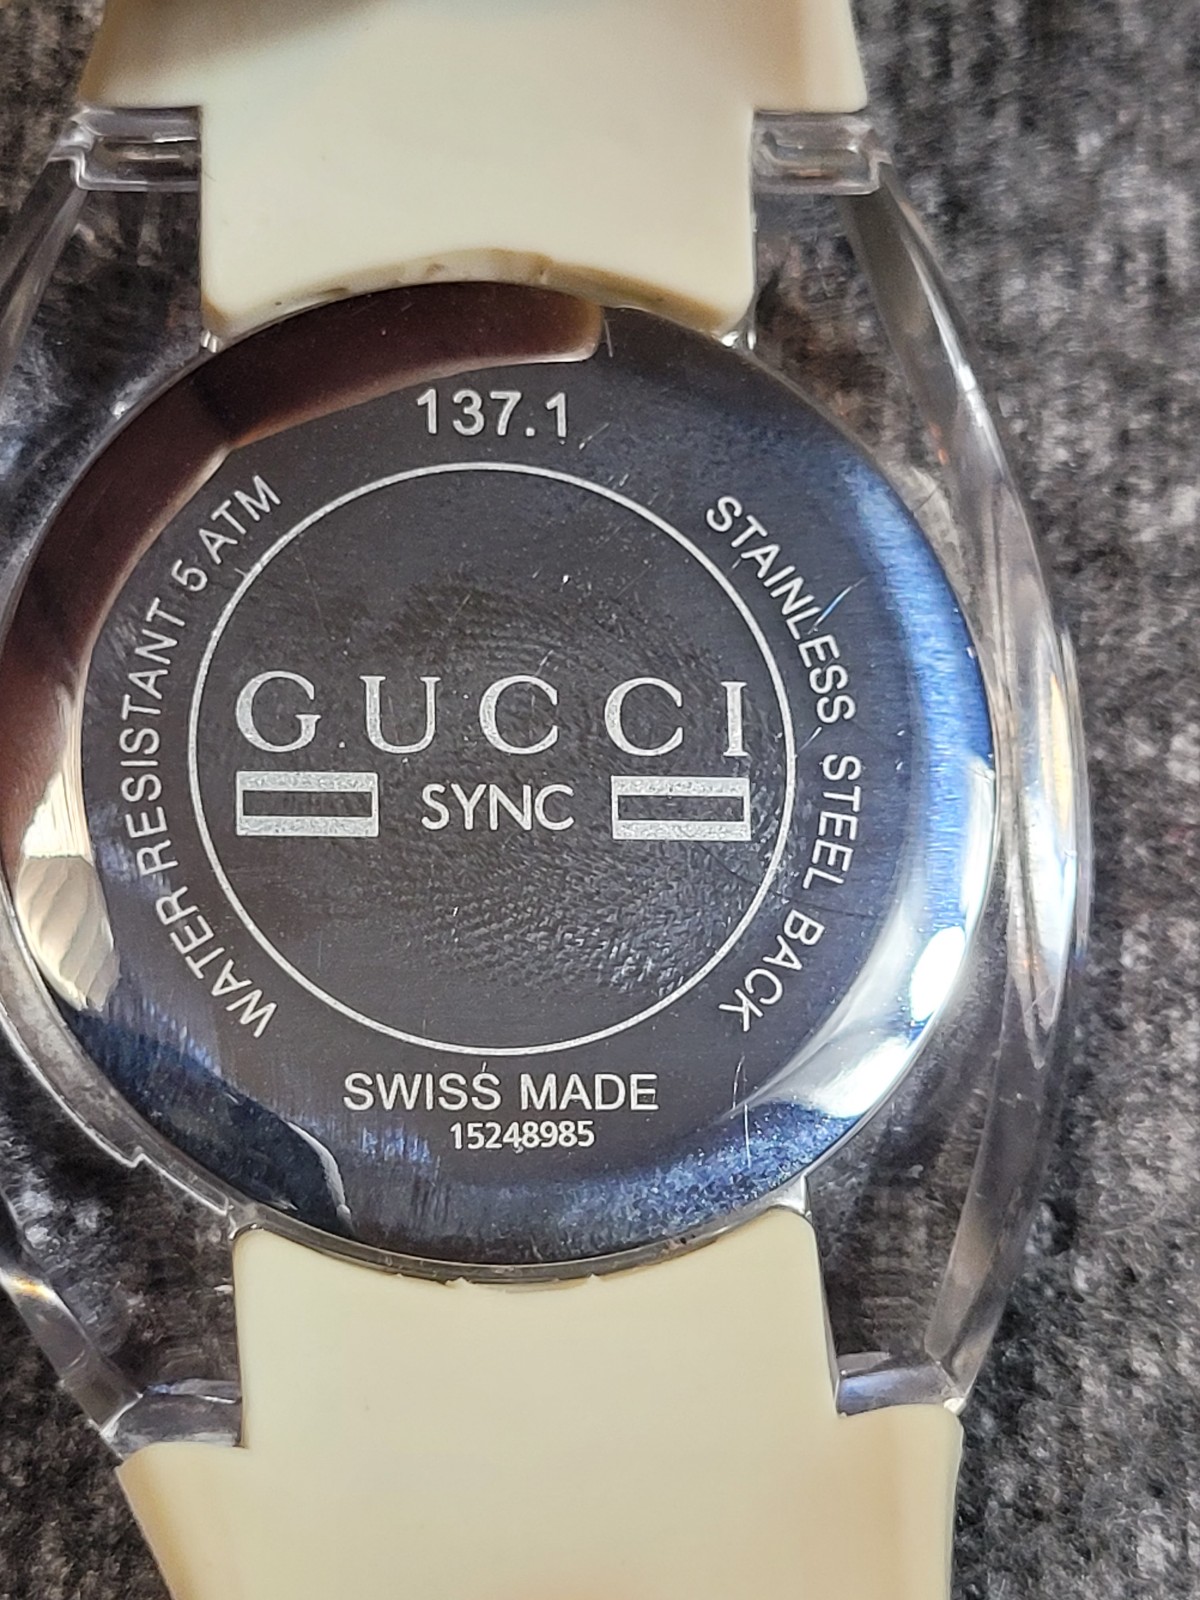 137.1
WATER RESISTANT 5 ATM
STAINLESS STEEL BACK
GUCCI
SYNC
SWISS MADE
15248985